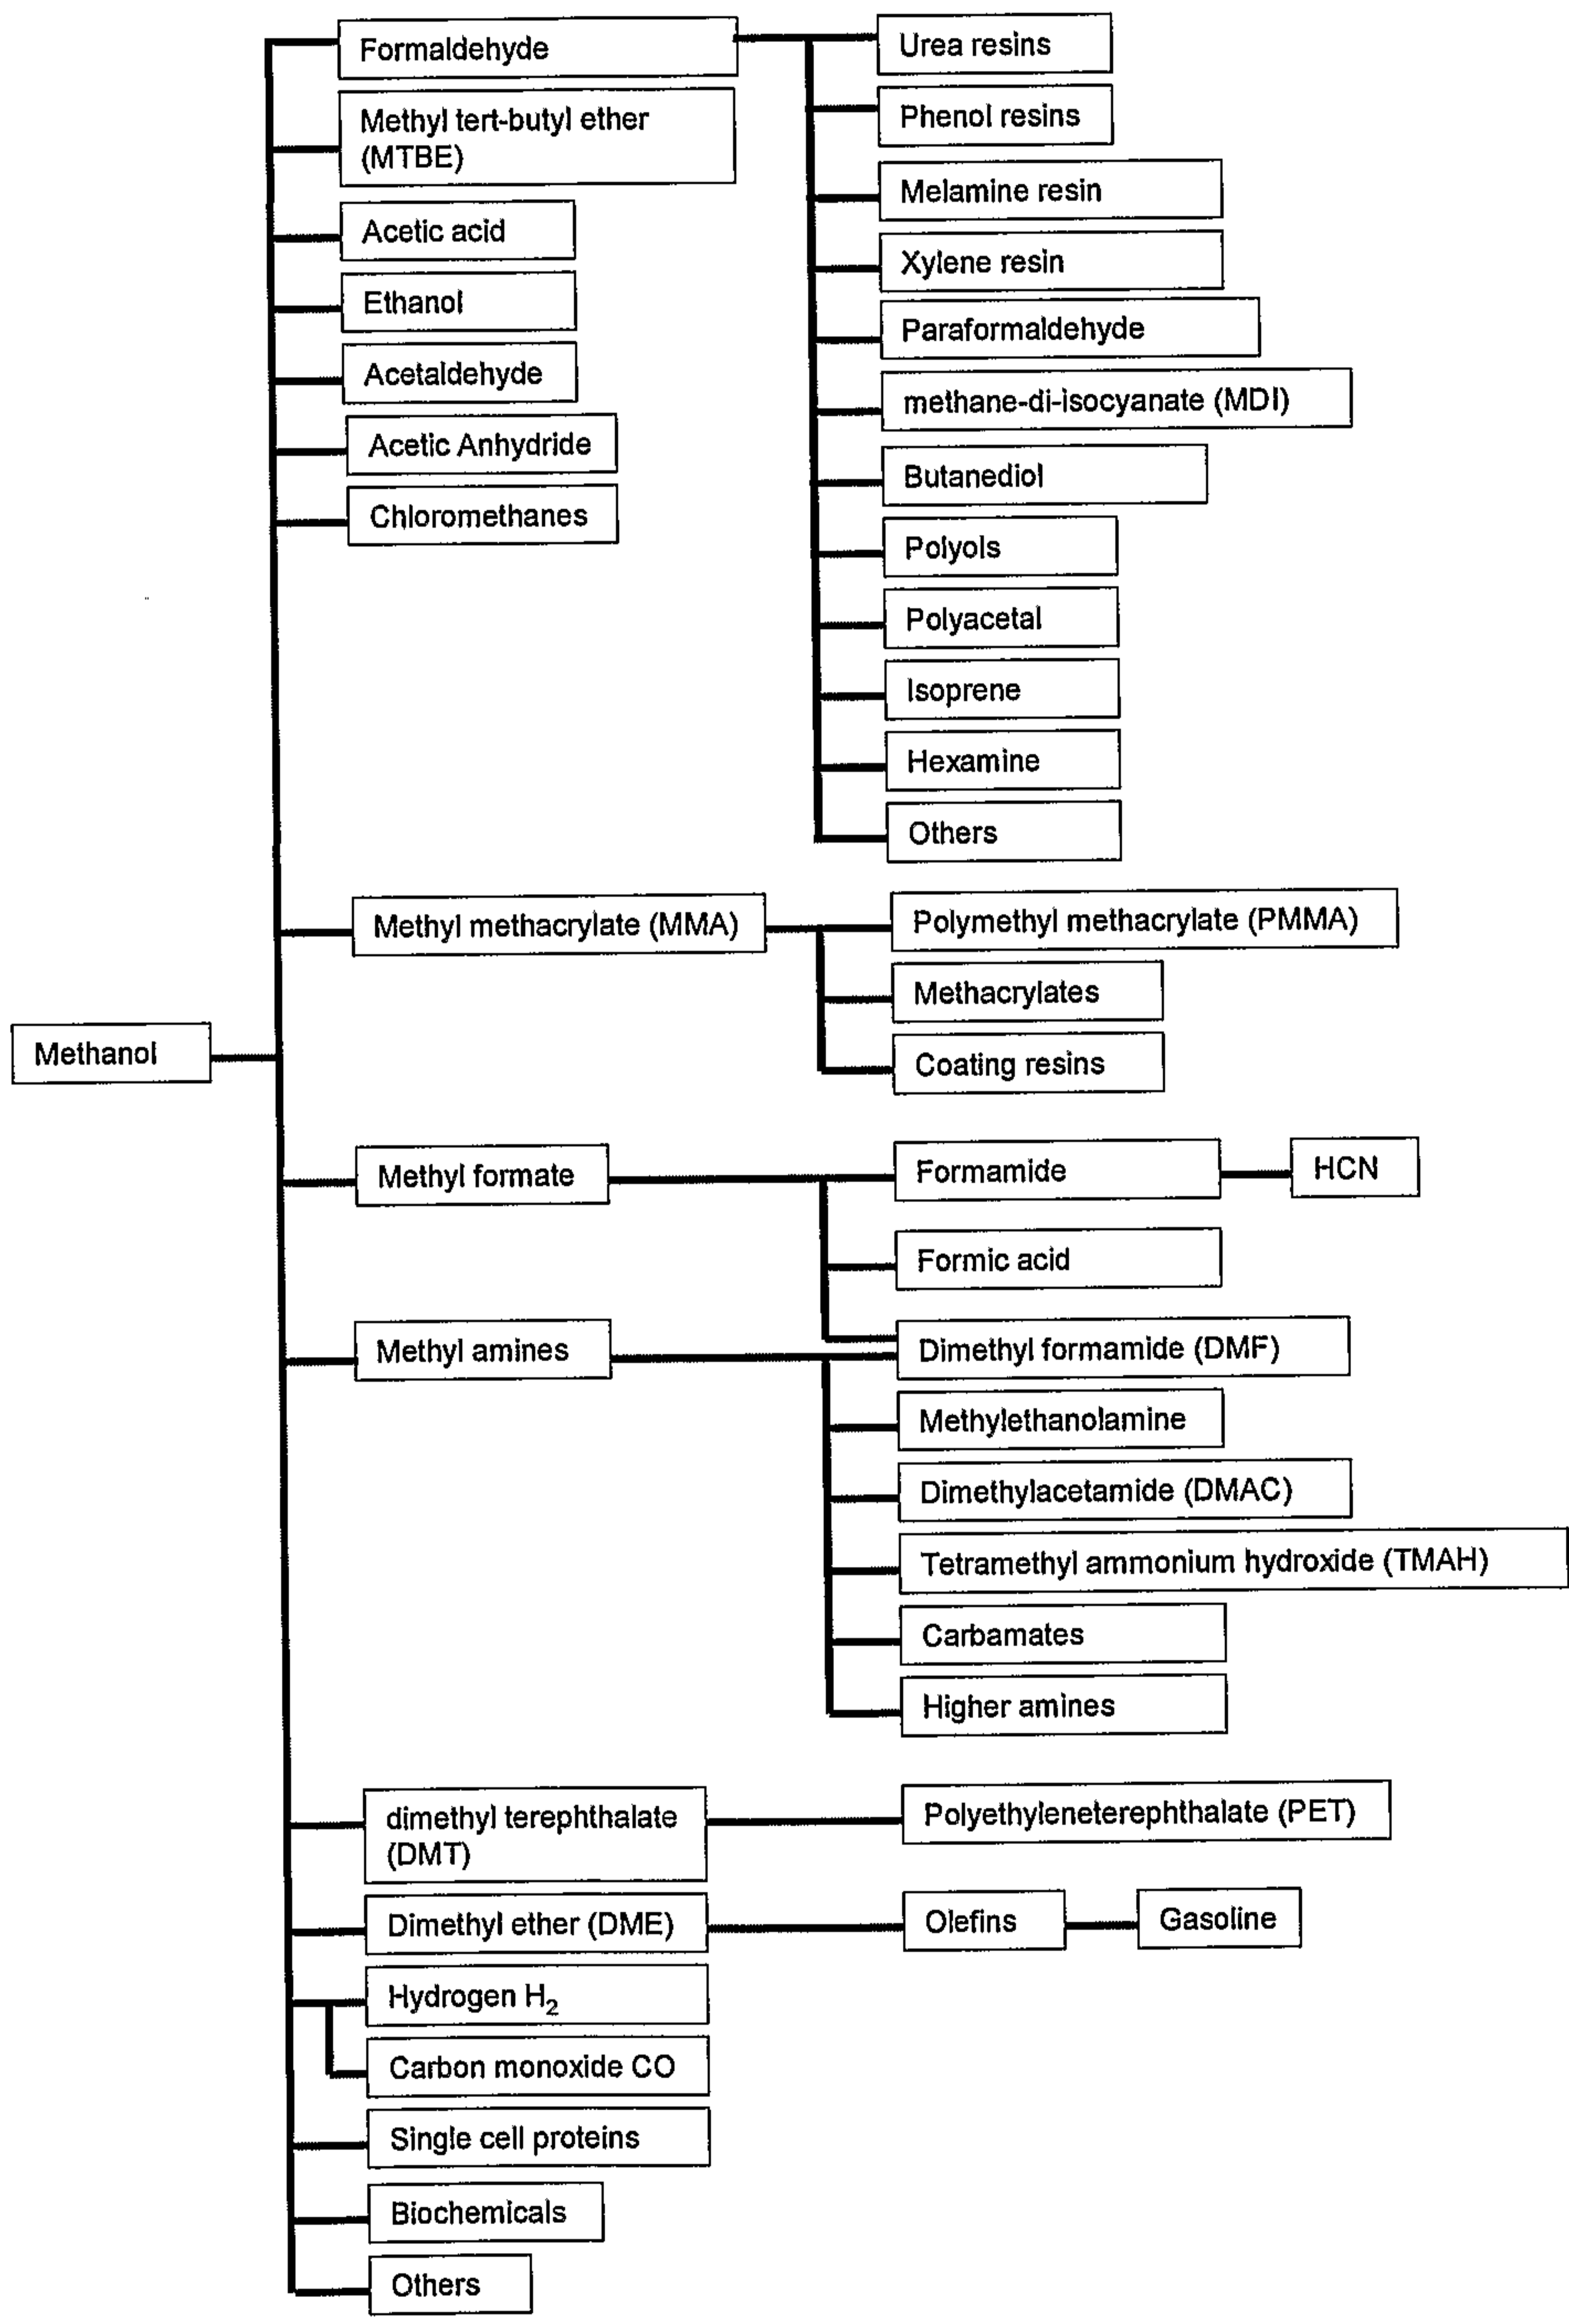 Formaldehyde
Methyl tert-butyl ether
(MTBE)
Acetic acid
Ethanol
Acetaldehyde
Acetic Anhydride
Chloromethanes
Urea resins
Phenol resins
Melamine resin
Xylene resin
Paraformaldehyde
methane-di-isocyanate (MDI)
Butanediol
Polyols
Polyacetal
Isoprene
Hexamine
Others
Methyl methacrylate (MMA)
Polymethyl methacrylate (PMMA)
Methacrylates
Coating resins
Methanol
Methyl formate
Formamide
HCN
Formic acid
Methyl amines
Dimethyl formamide (DMF)
Methylethanolamine
Dimethylacetamide (DMAC)
Tetramethyl ammonium hydroxide (TMAH)
Carbamates
Higher amines
dimethyl terephthalate
(DMT)
Polyethyleneterephthalate (PET)
Dimethyl ether (DME)
Olefins
Gasoline
Hydrogen H₂
Carbon monoxide CO
Single cell proteins
Biochemicals
Others